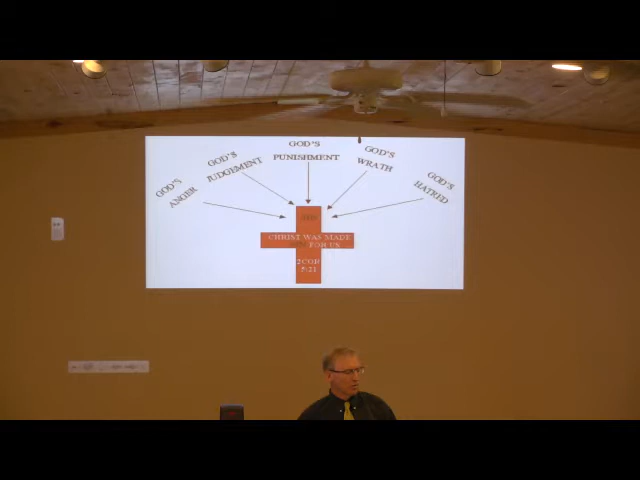 GOD'S
ANGER
GOD'S
JUDGEMENT
GOD'S
PUNISHMENT
GOD'S
WRATH
GOD'S
HATRED
CHRIST WAS MADE
FOR US
2COR
5:21